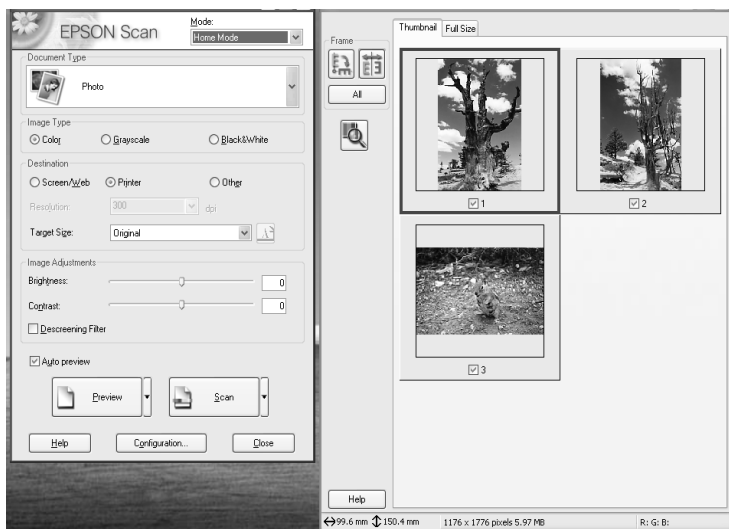 EPSON Scan
Mode:
Home Mode
Document Type
Photo
Image Type
Color
Grayscale
Black&White
Destination
Screen/Web
Printer
Other
Resolution:
300
dpi
Target Size:
Original
Image Adjustments
Brightness:
0
Contrast:
0
Descreening Filter
Auto preview
Preview
Scan
Help
Configuration...
Close
Frame
All
Help
Thumbnail
Full Size
1
2
3
99.6 mm
150.4 mm
1176 x 1776 pixels 5.97 MB
R: G: B: